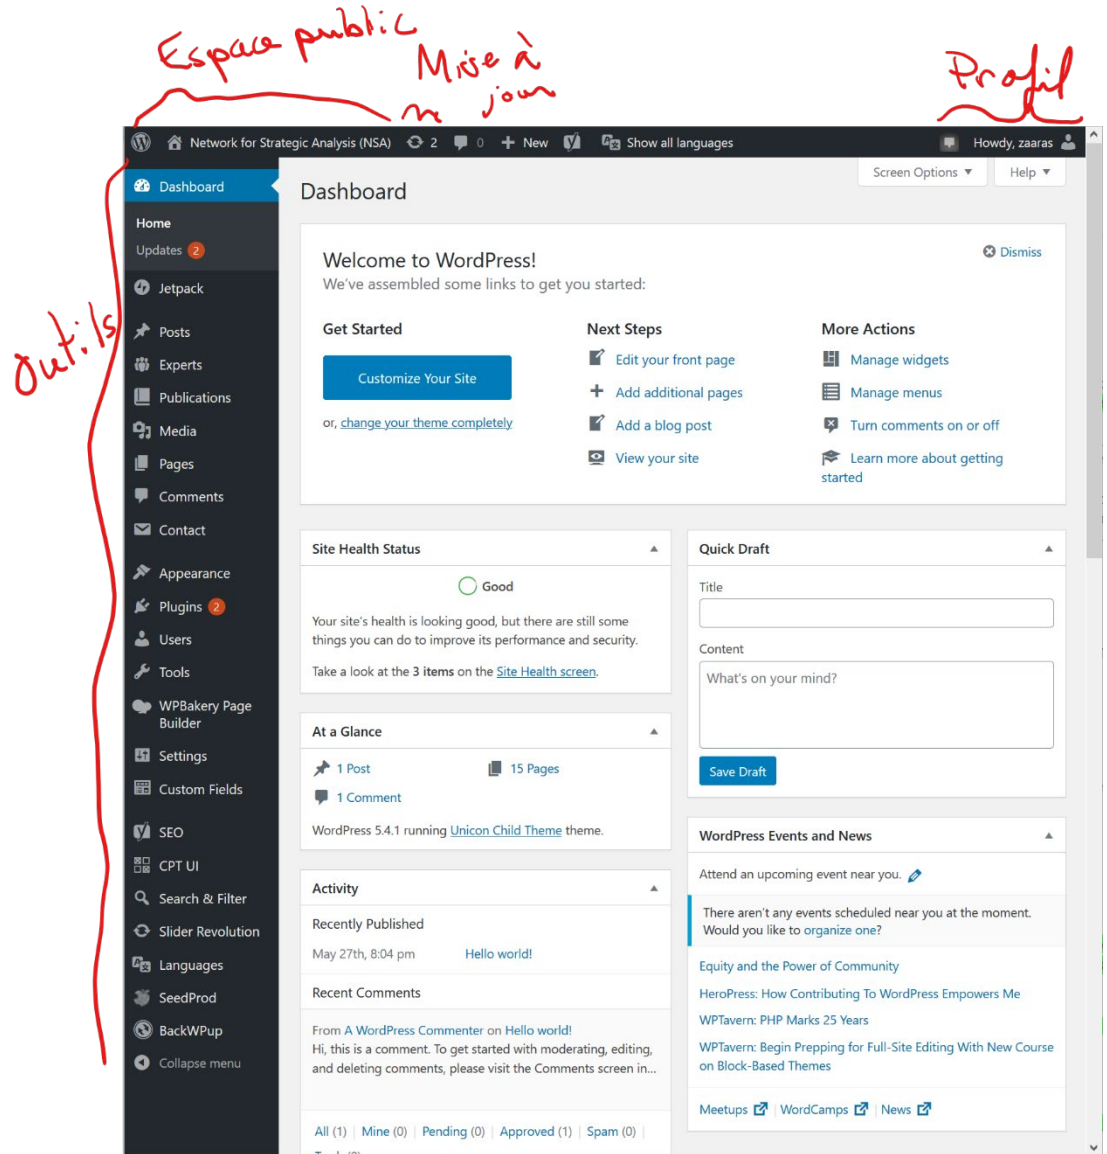 Espace public
Mise à
jour
Profil
Outils
Network for Strategic Analysis (NSA) 2 0 + New Show all languages Howdy, zaaras
Dashboard
Home
Updates 2
Jetpack
Posts
Experts
Publications
Media
Pages
Comments
Contact
Appearance
Plugins 2
Users
Tools
WPBakery Page
Builder
Settings
Custom Fields
SEO
CPT UI
Search & Filter
Slider Revolution
Languages
SeedProd
BackWPup
Collapse menu
Screen Options ▼ Help ▼
Dashboard
Welcome to WordPress!
Dismiss
We've assembled some links to get you started:
Get Started
Customize Your Site
or, change your theme completely
Next Steps
Edit your front page
Add additional pages
Add a blog post
View your site
More Actions
Manage widgets
Manage menus
Turn comments on or off
Learn more about getting
started
Site Health Status
Good
Your site's health is looking good, but there are still some
things you can do to improve its performance and security.
Take a look at the 3 items on the Site Health screen.
At a Glance
1 Post 15 Pages
1 Comment
WordPress 5.4.1 running Unicon Child Theme theme.
Activity
Recently Published
May 27th, 8:04 pm Hello world!
Recent Comments
From A WordPress Commenter on Hello world!
Hi, this is a comment. To get started with moderating, editing,
and deleting comments, please visit the Comments screen in...
All (1) | Mine (0) | Pending (0) | Approved (1) | Spam (0) |
Quick Draft
Title
Content
What's on your mind?
Save Draft
WordPress Events and News
Attend an upcoming event near you.
There aren't any events scheduled near you at the moment.
Would you like to organize one?
Equity and the Power of Community
HeroPress: How Contributing To WordPress Empowers Me
WPTavern: PHP Marks 25 Years
WPTavern: Begin Prepping for Full-Site Editing With New Course
on Block-Based Themes
Meetups | WordCamps | News